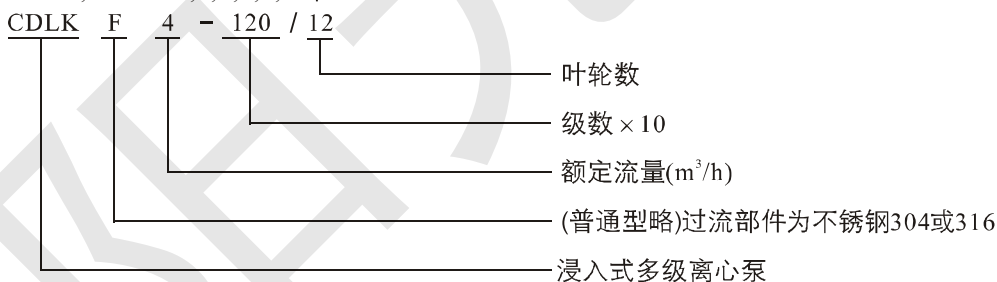 CDLK F 4 - 120 / 12
叶轮数
级数×10
额定流量(m³/h)
(普通型略)过流部件为不锈钢304或316
浸入式多级离心泵